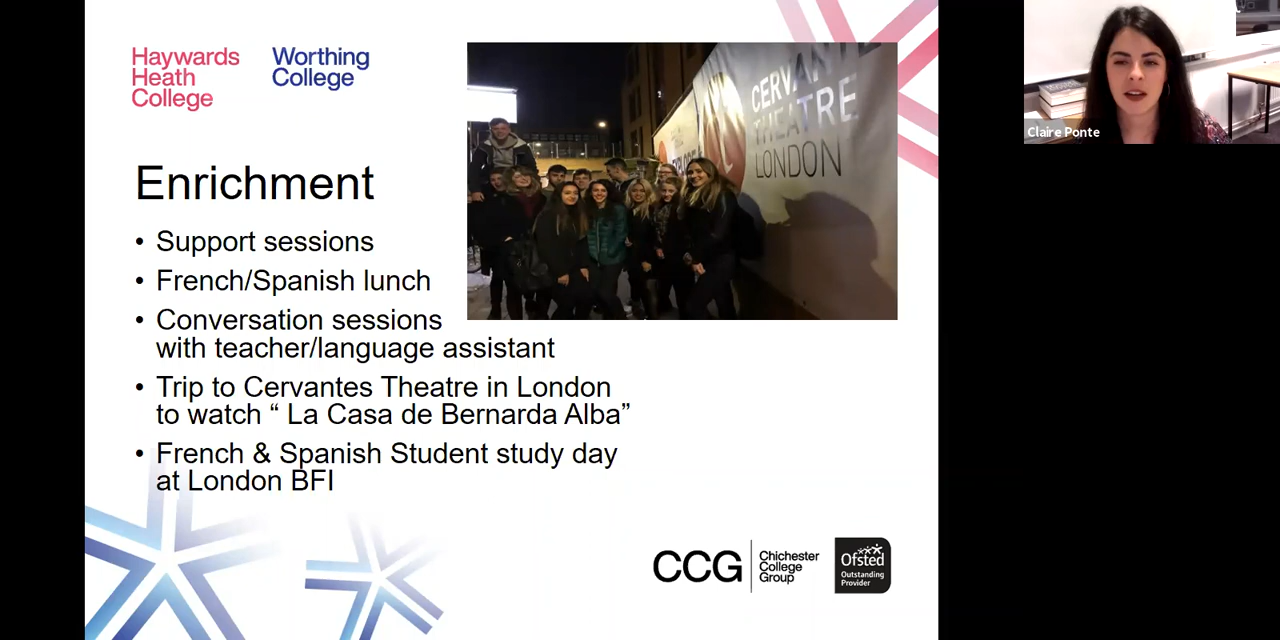 Haywards
Heath
College
Worthing
College
CERVANTE
THEATRE
LONDON
Claire Ponte
Enrichment
• Support sessions
• French/Spanish lunch
• Conversation sessions
with teacher/language assistant
• Trip to Cervantes Theatre in London
to watch “ La Casa de Bernarda Alba”
• French & Spanish Student study day
at London BFI
CCG
Chichester
College
Group
Ofsted
Outstanding
Provider